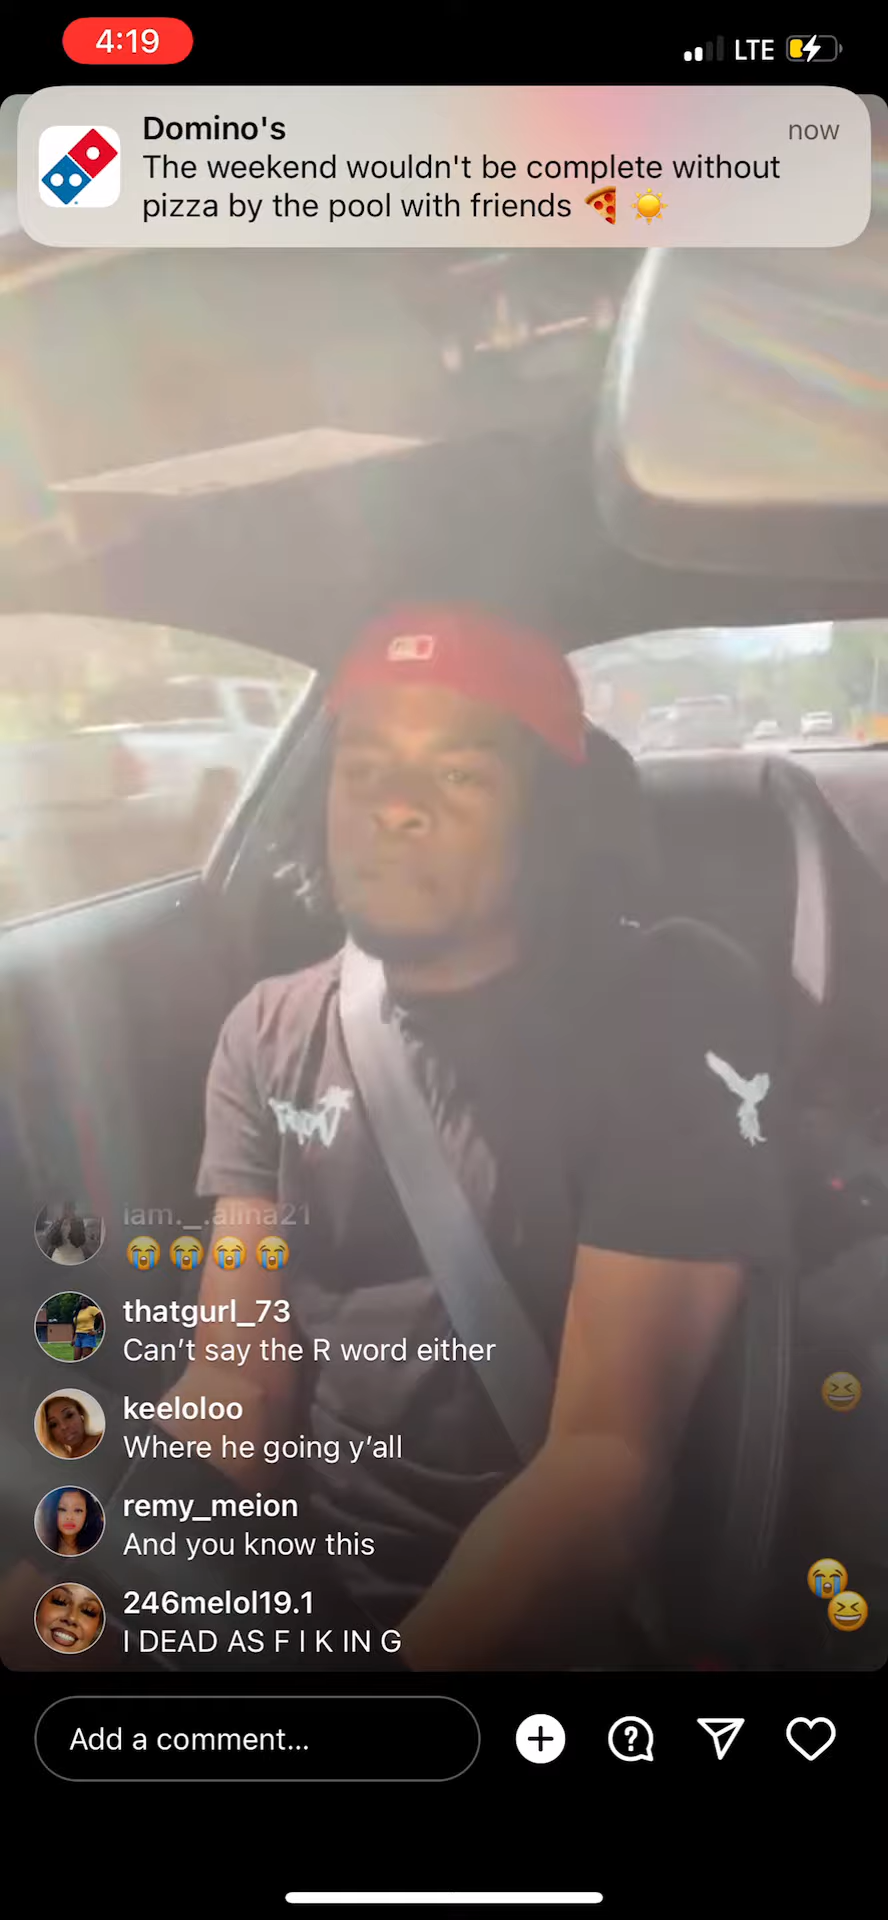 4:19
LTE
Domino's
now
The weekend wouldn't be complete without
pizza by the pool with friends 🍕 ☀️
iam._.alina21
😭😭😭😭
thatgurl_73
Can’t say the R word either
keeloloo
Where he going y’all
remy_meion
And you know this
246melol19.1
I DEAD AS F I K IN G
Add a comment...